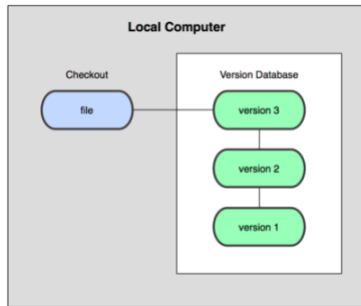 Local Computer
Checkout
Version Database
file
version 3
version 2
version 1